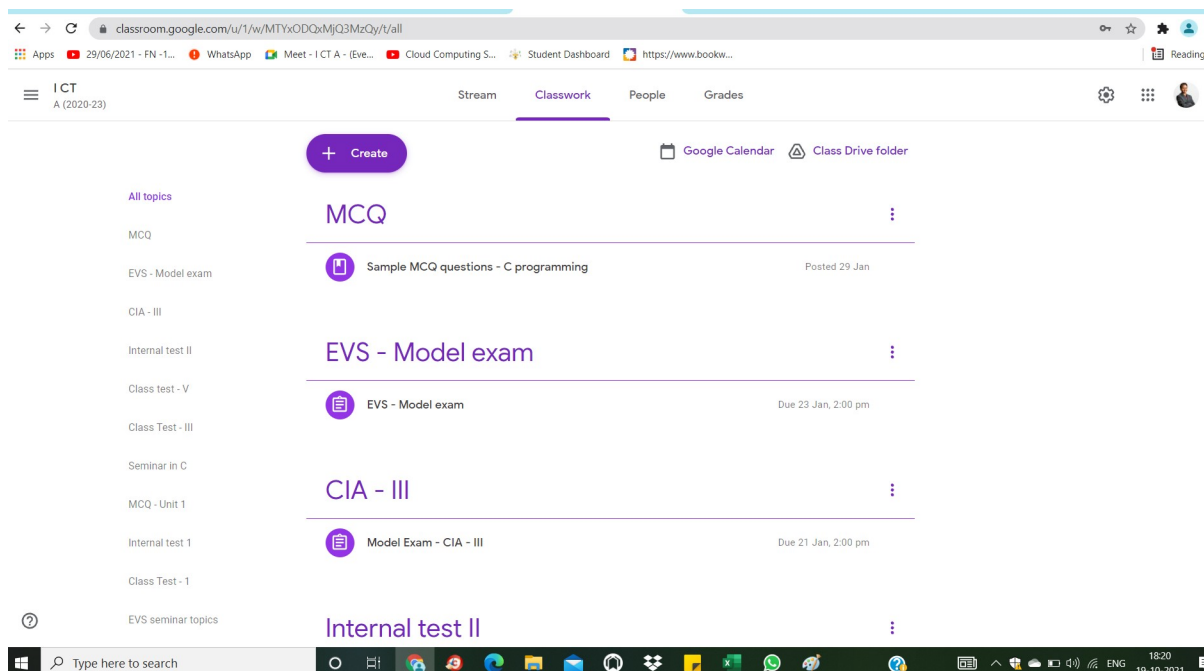 classroom.google.com/u/1/w/MTYxODQxMjQ3MzQy/t/all
Apps 29/06/2021 - FN -1... WhatsApp Meet - I CT A - (Eve... Cloud Computing S... Student Dashboard https://www.bookw... Reading
I CT
A (2020-23)
Stream Classwork People Grades
+ Create
Google Calendar Class Drive folder
All topics
MCQ
EVS - Model exam
CIA - III
Internal test II
Class test - V
Class Test - III
Seminar in C
MCQ - Unit 1
Internal test 1
Class Test - 1
EVS seminar topics
MCQ
Sample MCQ questions - C programming Posted 29 Jan
EVS - Model exam
EVS - Model exam Due 23 Jan, 2:00 pm
CIA - III
Model Exam - CIA - III Due 21 Jan, 2:00 pm
Internal test II
Type here to search
ENG
18:20
19-10-2021